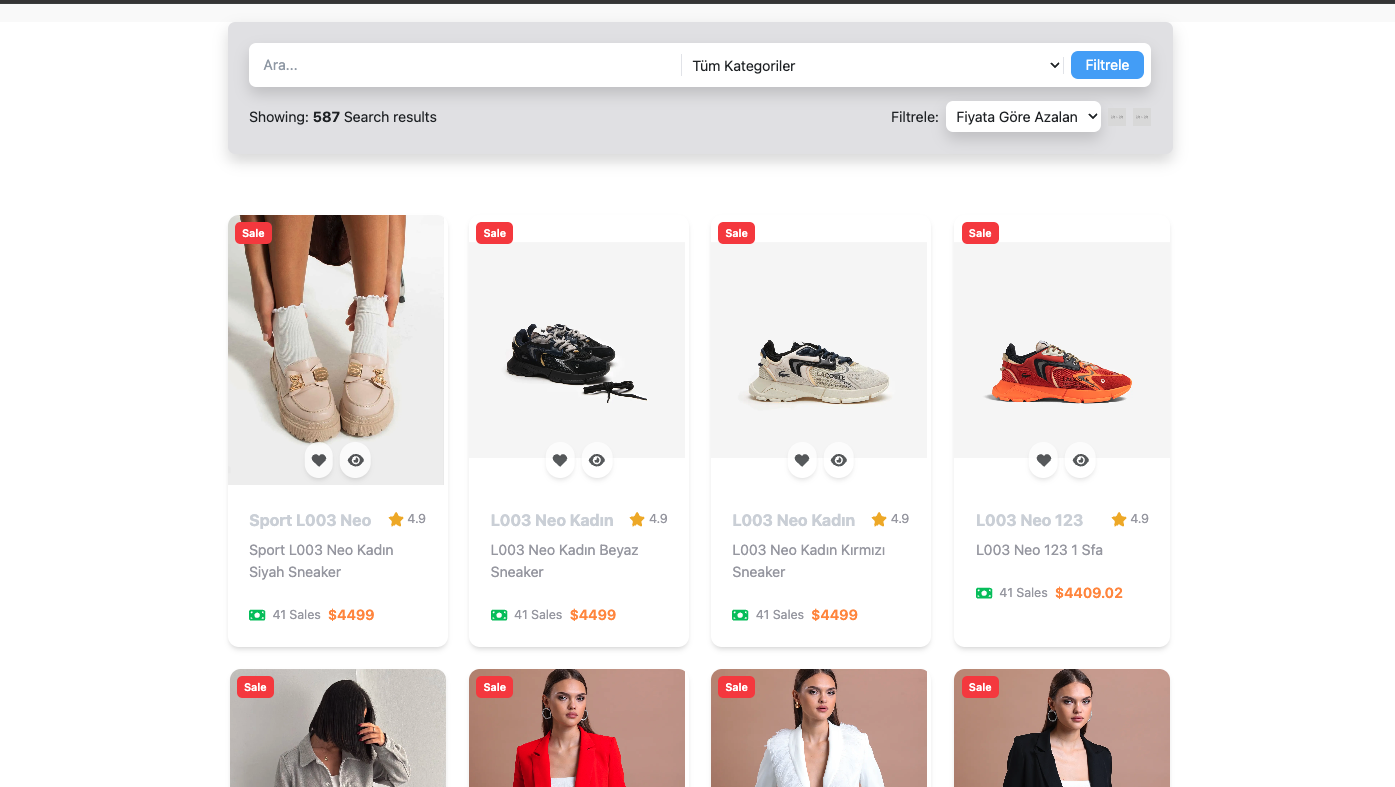 Ara...
Tüm Kategoriler
Filtrele
Showing: 587 Search results
Filtrele:
Fiyata Göre Azalan
Sale
Sale
Sale
Sale
LACOSTE
LACOSTE
Sport L003 Neo
4.9
Sport L003 Neo Kadın
Siyah Sneaker
41 Sales $4499
L003 Neo Kadın
4.9
L003 Neo Kadın Beyaz
Sneaker
41 Sales $4499
L003 Neo Kadın
4.9
L003 Neo Kadın Kırmızı
Sneaker
41 Sales $4499
L003 Neo 123
4.9
L003 Neo 123 1 Sfa
41 Sales $4409.02
Sale
Sale
Sale
Sale